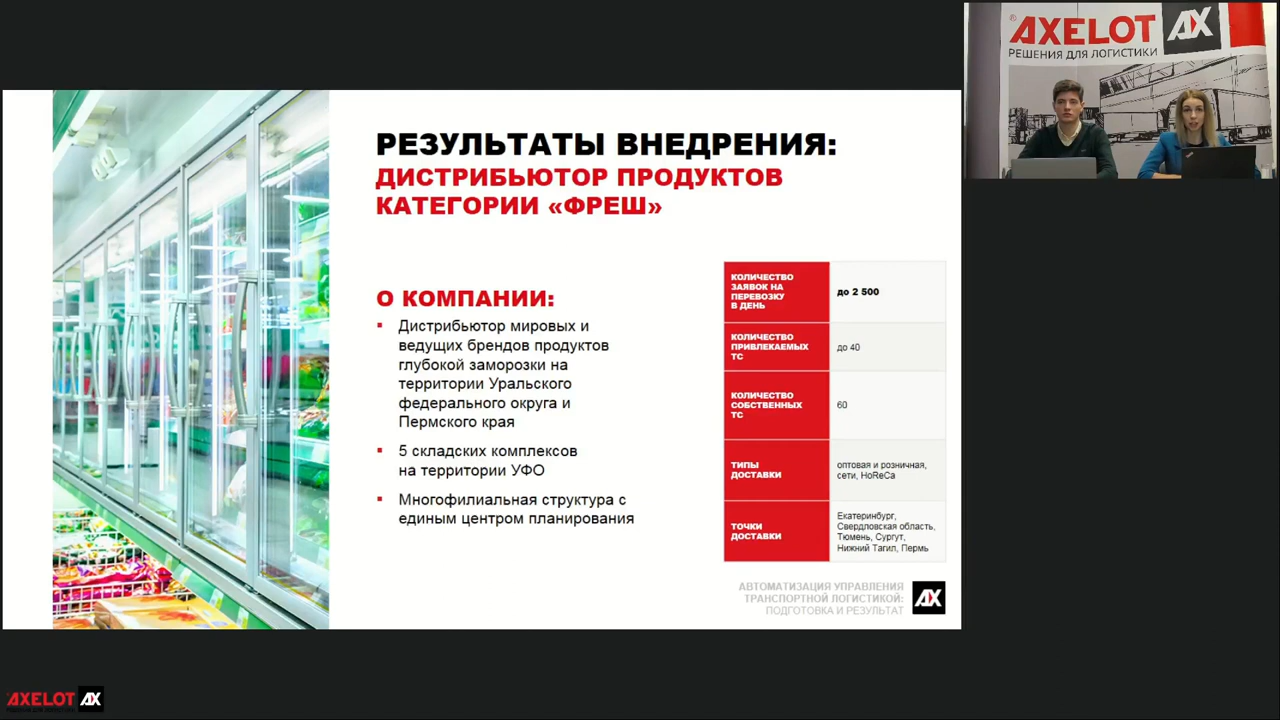 РЕЗУЛЬТАТЫ ВНЕДРЕНИЯ:
ДИСТРИБЬЮТОР ПРОДУКТОВ
КАТЕГОРИИ «ФРЕШ»
О КОМПАНИИ:
▪ Дистрибьютор мировых и
ведущих брендов продуктов
глубокой заморозки на
территории Уральского
федерального округа и
Пермского края
▪ 5 складских комплексов
на территории УФО
▪ Многофилиальная структура с
единым центром планирования
КОЛИЧЕСТВО
ЗАЯВОК НА
ПЕРЕВОЗКУ
В ДЕНЬ
до 2 500
КОЛИЧЕСТВО
ПРИВЛЕКАЕМЫХ
ТС
до 40
КОЛИЧЕСТВО
СОБСТВЕННЫХ
ТС
60
ТИПЫ
ДОСТАВКИ
оптовая и розничная,
сети, HoReCa
ТОЧКИ
ДОСТАВКИ
Екатеринбург,
Свердловская область,
Тюмень, Сургут,
Нижний Тагил, Пермь
АВТОМАТИЗАЦИЯ УПРАВЛЕНИЯ
ТРАНСПОРТНОЙ ЛОГИСТИКОЙ:
ПОДГОТОВКА И РЕЗУЛЬТАТ
AX
®AXELOT AX
РЕШЕНИЯ ДЛЯ ЛОГИСТИКИ
AXELOT AX